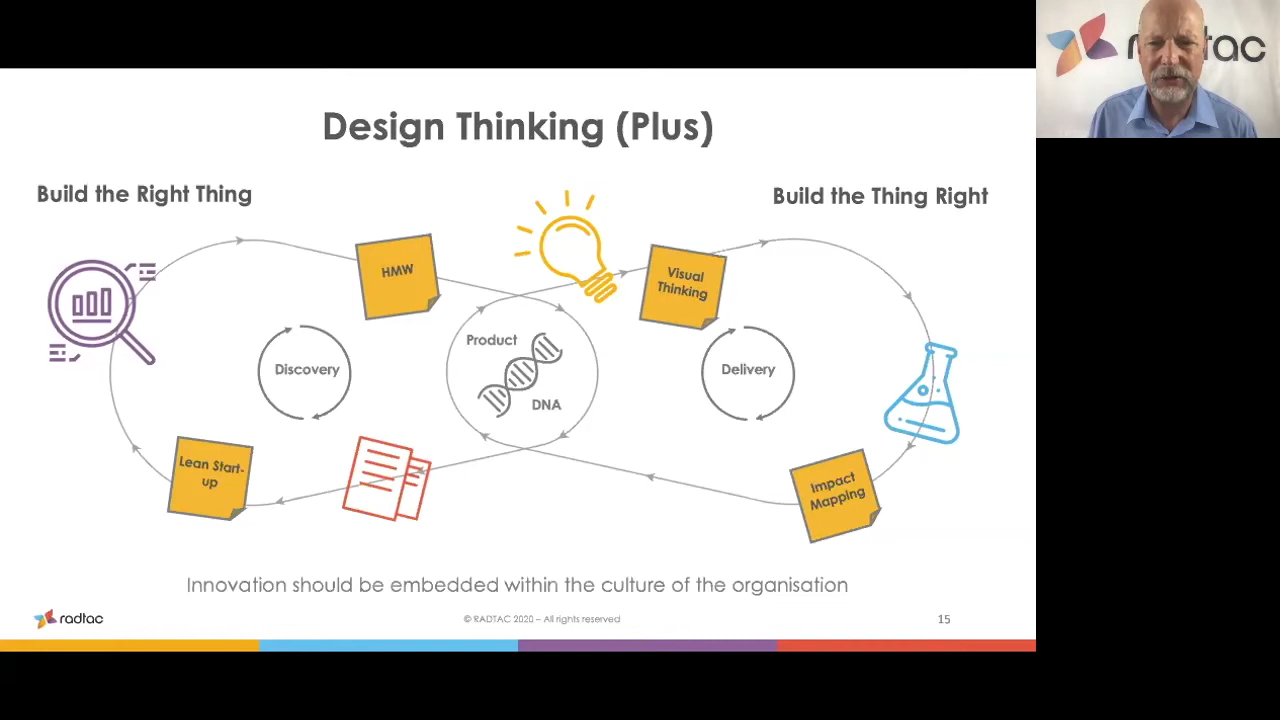 Design Thinking (Plus)
Build the Right Thing
Build the Thing Right
HMW
Visual
Thinking
Product
DNA
Discovery
Delivery
Lean Start-
up
Impact
Mapping
Innovation should be embedded within the culture of the organisation
radtac
© RADTAC 2020 – All rights reserved
15